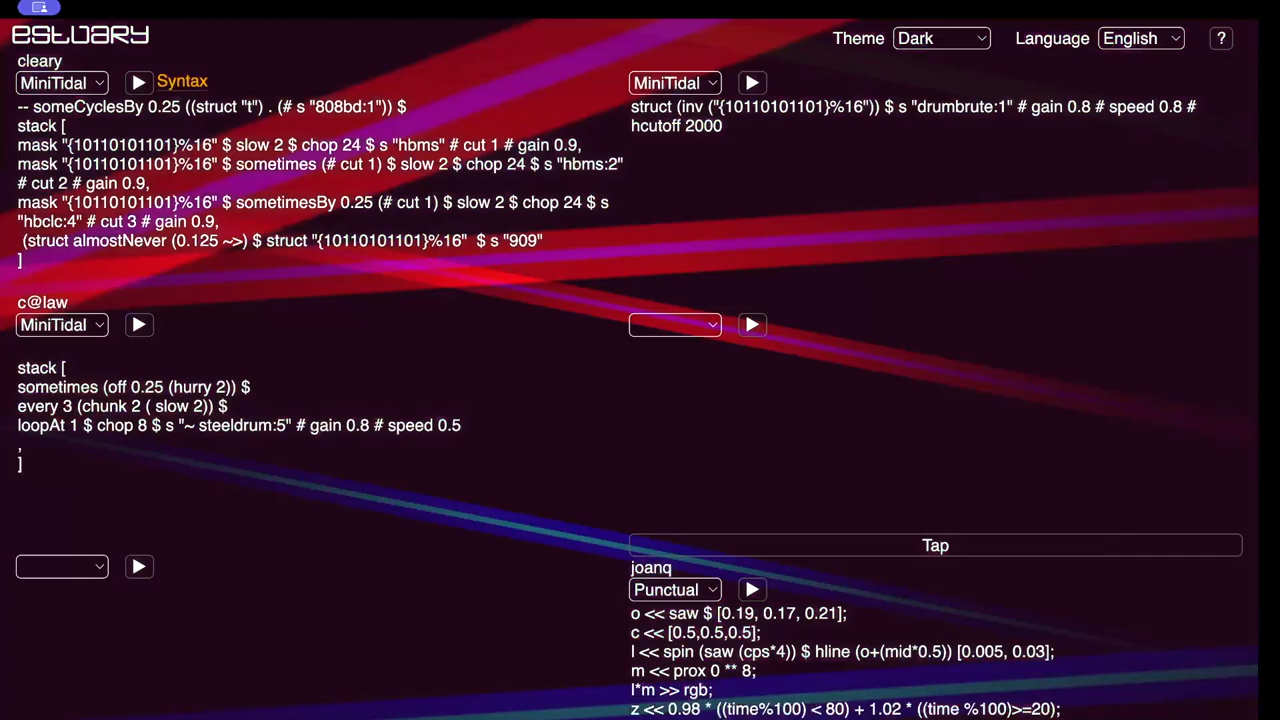 estuary
Theme Dark Language English ?
cleary
MiniTidal Syntax
-- someCyclesBy 0.25 ((struct "t") . (# s "808bd:1")) $
stack [
mask "{10110101101}%16" $ slow 2 $ chop 24 $ s "hbms" # cut 1 # gain 0.9,
mask "{10110101101}%16" $ sometimes (# cut 1) $ slow 2 $ chop 24 $ s "hbms:2"
# cut 2 # gain 0.9,
mask "{10110101101}%16" $ sometimesBy 0.25 (# cut 1) $ slow 2 $ chop 24 $ s
"hbclc:4" # cut 3 # gain 0.9,
(struct almostNever (0.125 ~>) $ struct "{10110101101}%16"  $ s "909"
]
MiniTidal
struct (inv ("{10110101101}%16")) $ s "drumbrute:1" # gain 0.8 # speed 0.8 #
hcutoff 2000
c@law
MiniTidal
stack [
sometimes (off 0.25 (hurry 2)) $
every 3 (chunk 2 ( slow 2)) $
loopAt 1 $ chop 8 $ s "~ steeldrum:5" # gain 0.8 # speed 0.5
,
]
Tap
joanq
Punctual
o << saw $ [0.19, 0.17, 0.21];
c << [0.5,0.5,0.5];
l << spin (saw (cps*4)) $ hline (o+(mid*0.5)) [0.005, 0.03];
m << prox 0 ** 8;
l*m >> rgb;
z << 0.98 * ((time%100) < 80) + 1.02 * ((time %100)>=20);